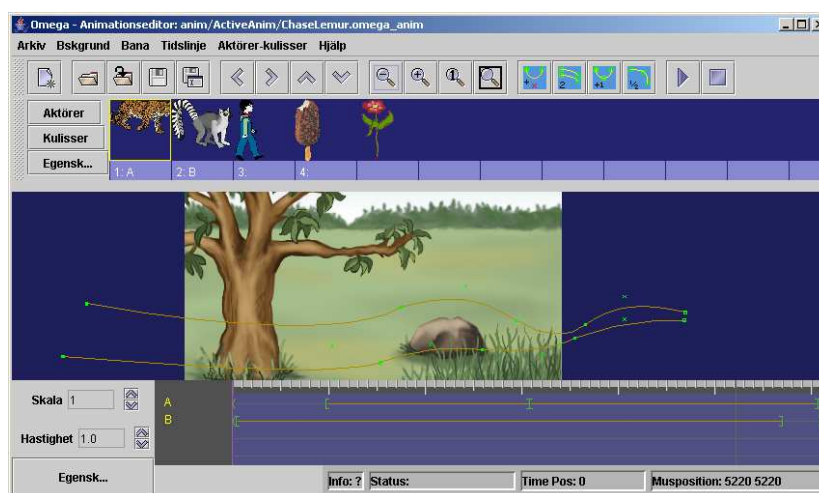 Omega - Animationseditor: anim/ActiveAnim/ChaseLemur.omega_anim
Arkiv Bskgrund Bana Tidslinje Aktörer-kulisser Hjälp
Aktörer
Kulisser
Egensk...
1: A 2: B 3: 4:
Skala 1
A
B
Hastighet 1.0
Egensk...
Info: ? Status: Time Pos: 0 Musposition: 5220 5220